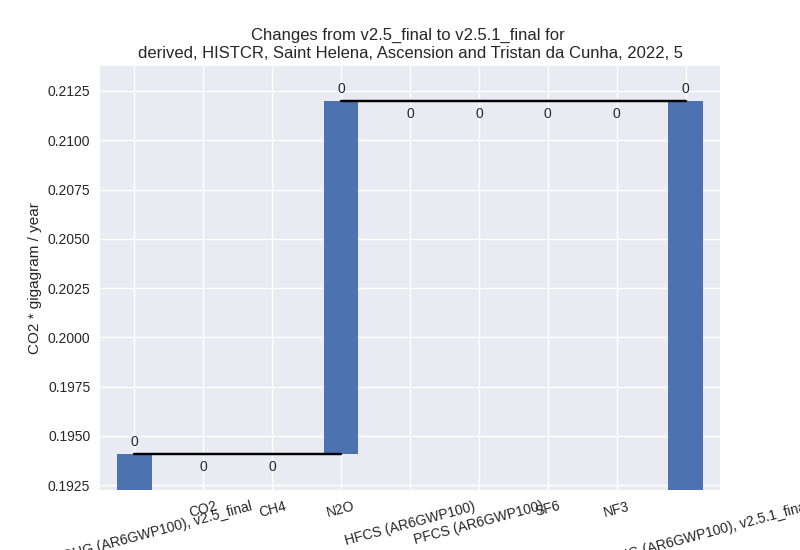 Changes from v2.5_final to v2.5.1_final for
derived, HISTCR, Saint Helena, Ascension and Tristan da Cunha, 2022, 5
CO2 * gigagram / year
0.2125
0.2100
0.2075
0.2050
0.2025
0.2000
0.1975
0.1950
0.1925
0
0
0
0
0
0
0
0
0
(AR6GWP100), v2.5_final
CO2
CH4
N2O
HFCS (AR6GWP100)
PFCS (AR6GWP100)
SF6
NF3
(AR6GWP100), v2.5.1_fina